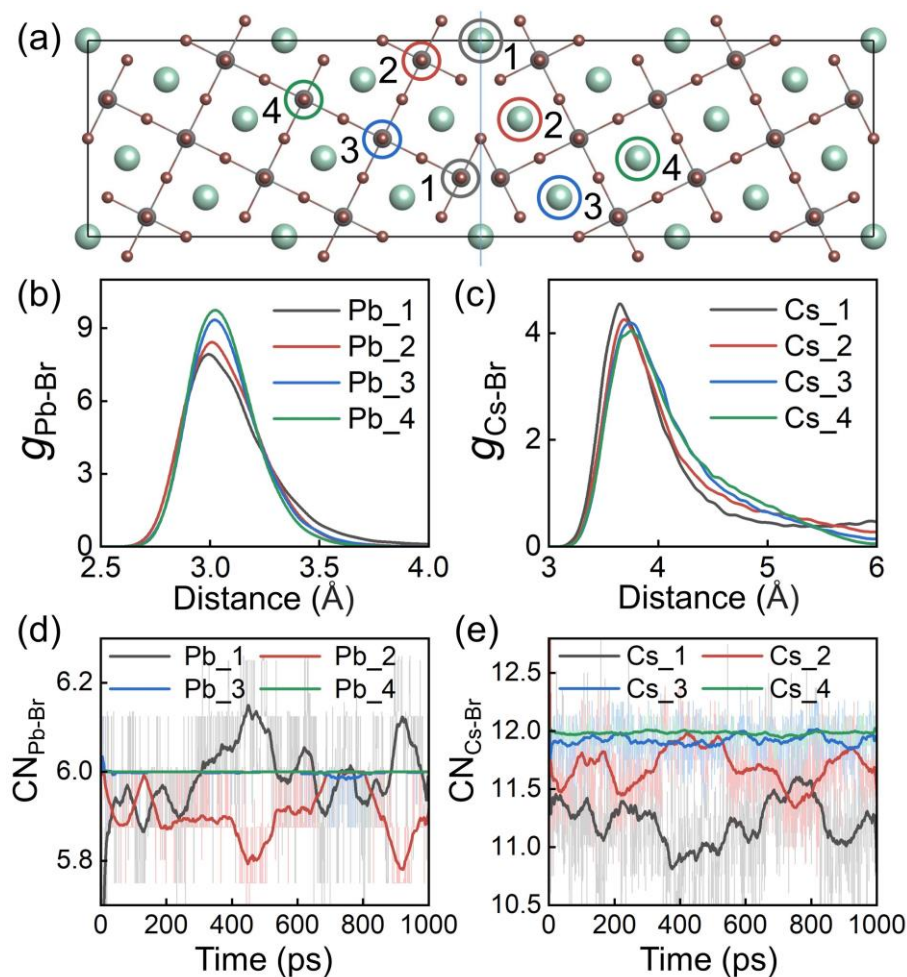 (a)
1
2
2
4
3
4
1
3
(b)
9
6
3
0
g Pb-Br
Pb_1
Pb_2
Pb_3
Pb_4
2.5 3.0 3.5 4.0
Distance (Å)
(c)
4
2
0
g Cs-Br
Cs_1
Cs_2
Cs_3
Cs_4
3 4 5 6
Distance (Å)
(d)
6.2
6.0
5.8
CN Pb-Br
Pb_1 Pb_2
Pb_3 Pb_4
0 200 400 600 800 1000
Time (ps)
(e)
12.5
12.0
11.5
11.0
10.5
CN Cs-Br
Cs_1 Cs_2
Cs_3 Cs_4
0 200 400 600 800 1000
Time (ps)